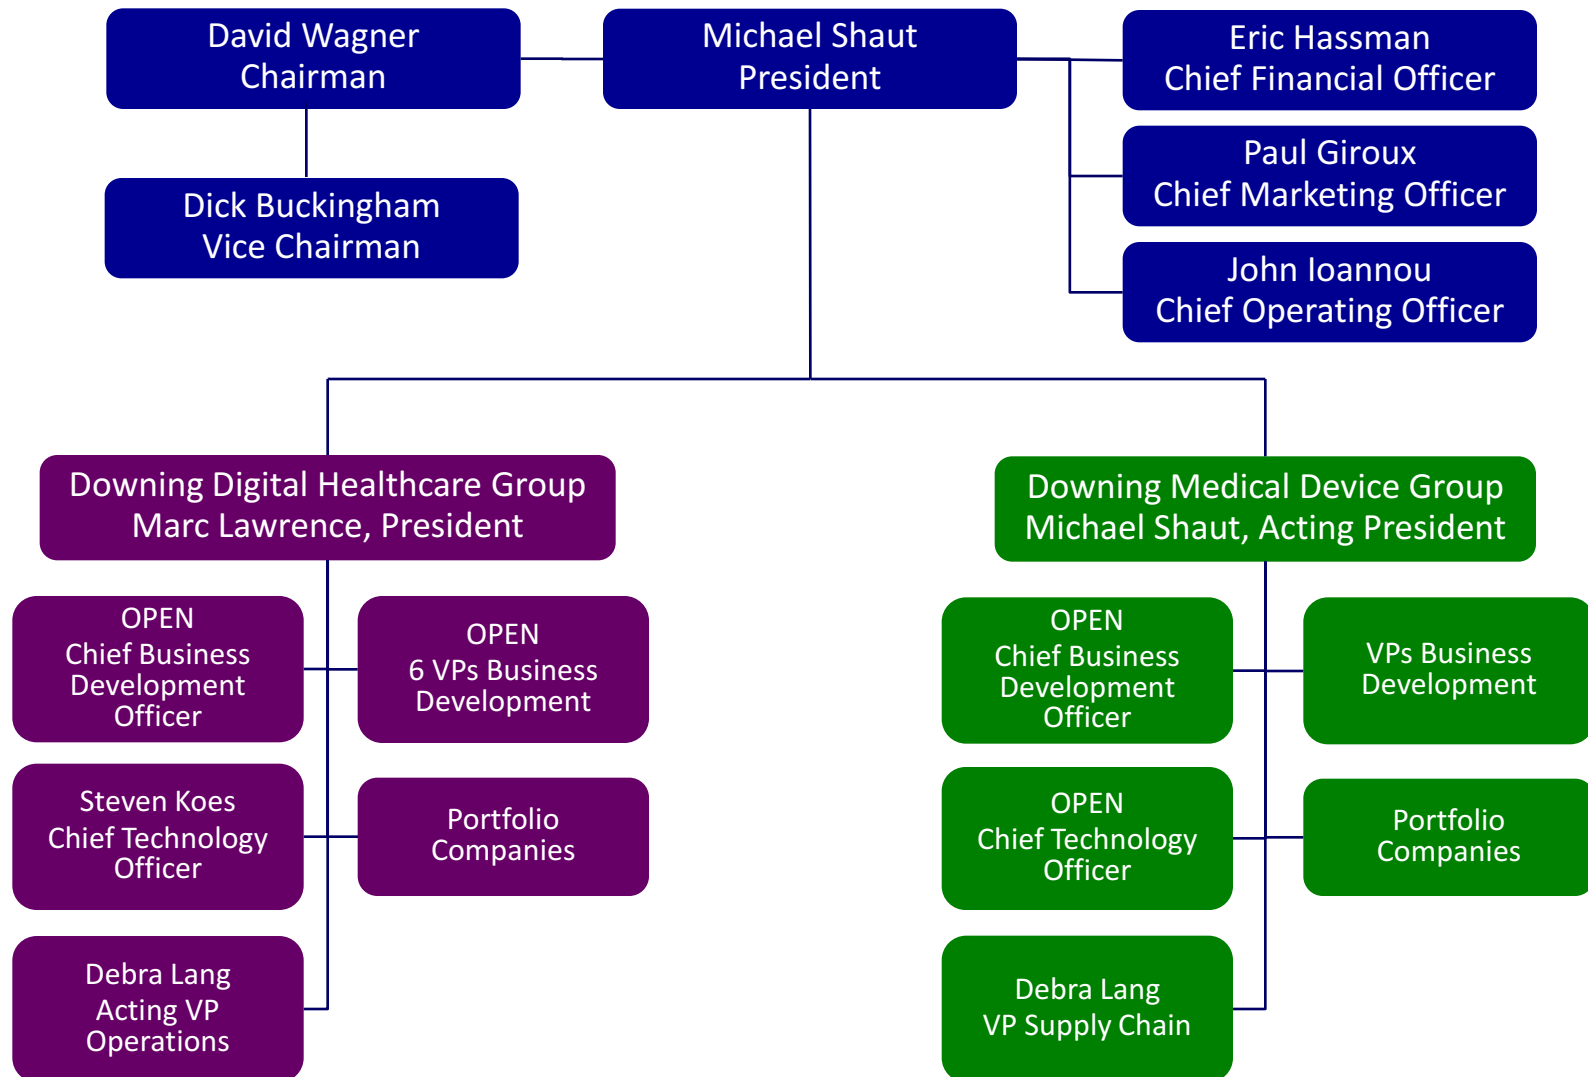 David Wagner
Chairman
Michael Shaut
President
Eric Hassman
Chief Financial Officer
Paul Giroux
Chief Marketing Officer
Dick Buckingham
Vice Chairman
John Ioannou
Chief Operating Officer
Downing Digital Healthcare Group
Marc Lawrence, President
Downing Medical Device Group
Michael Shaut, Acting President
OPEN
Chief Business
Development
Officer
OPEN
6 VPs Business
Development
Steven Koes
Chief Technology
Officer
Portfolio
Companies
Debra Lang
Acting VP
Operations
OPEN
Chief Business
Development
Officer
VPs Business
Development
OPEN
Chief Technology
Officer
Portfolio
Companies
Debra Lang
VP Supply Chain